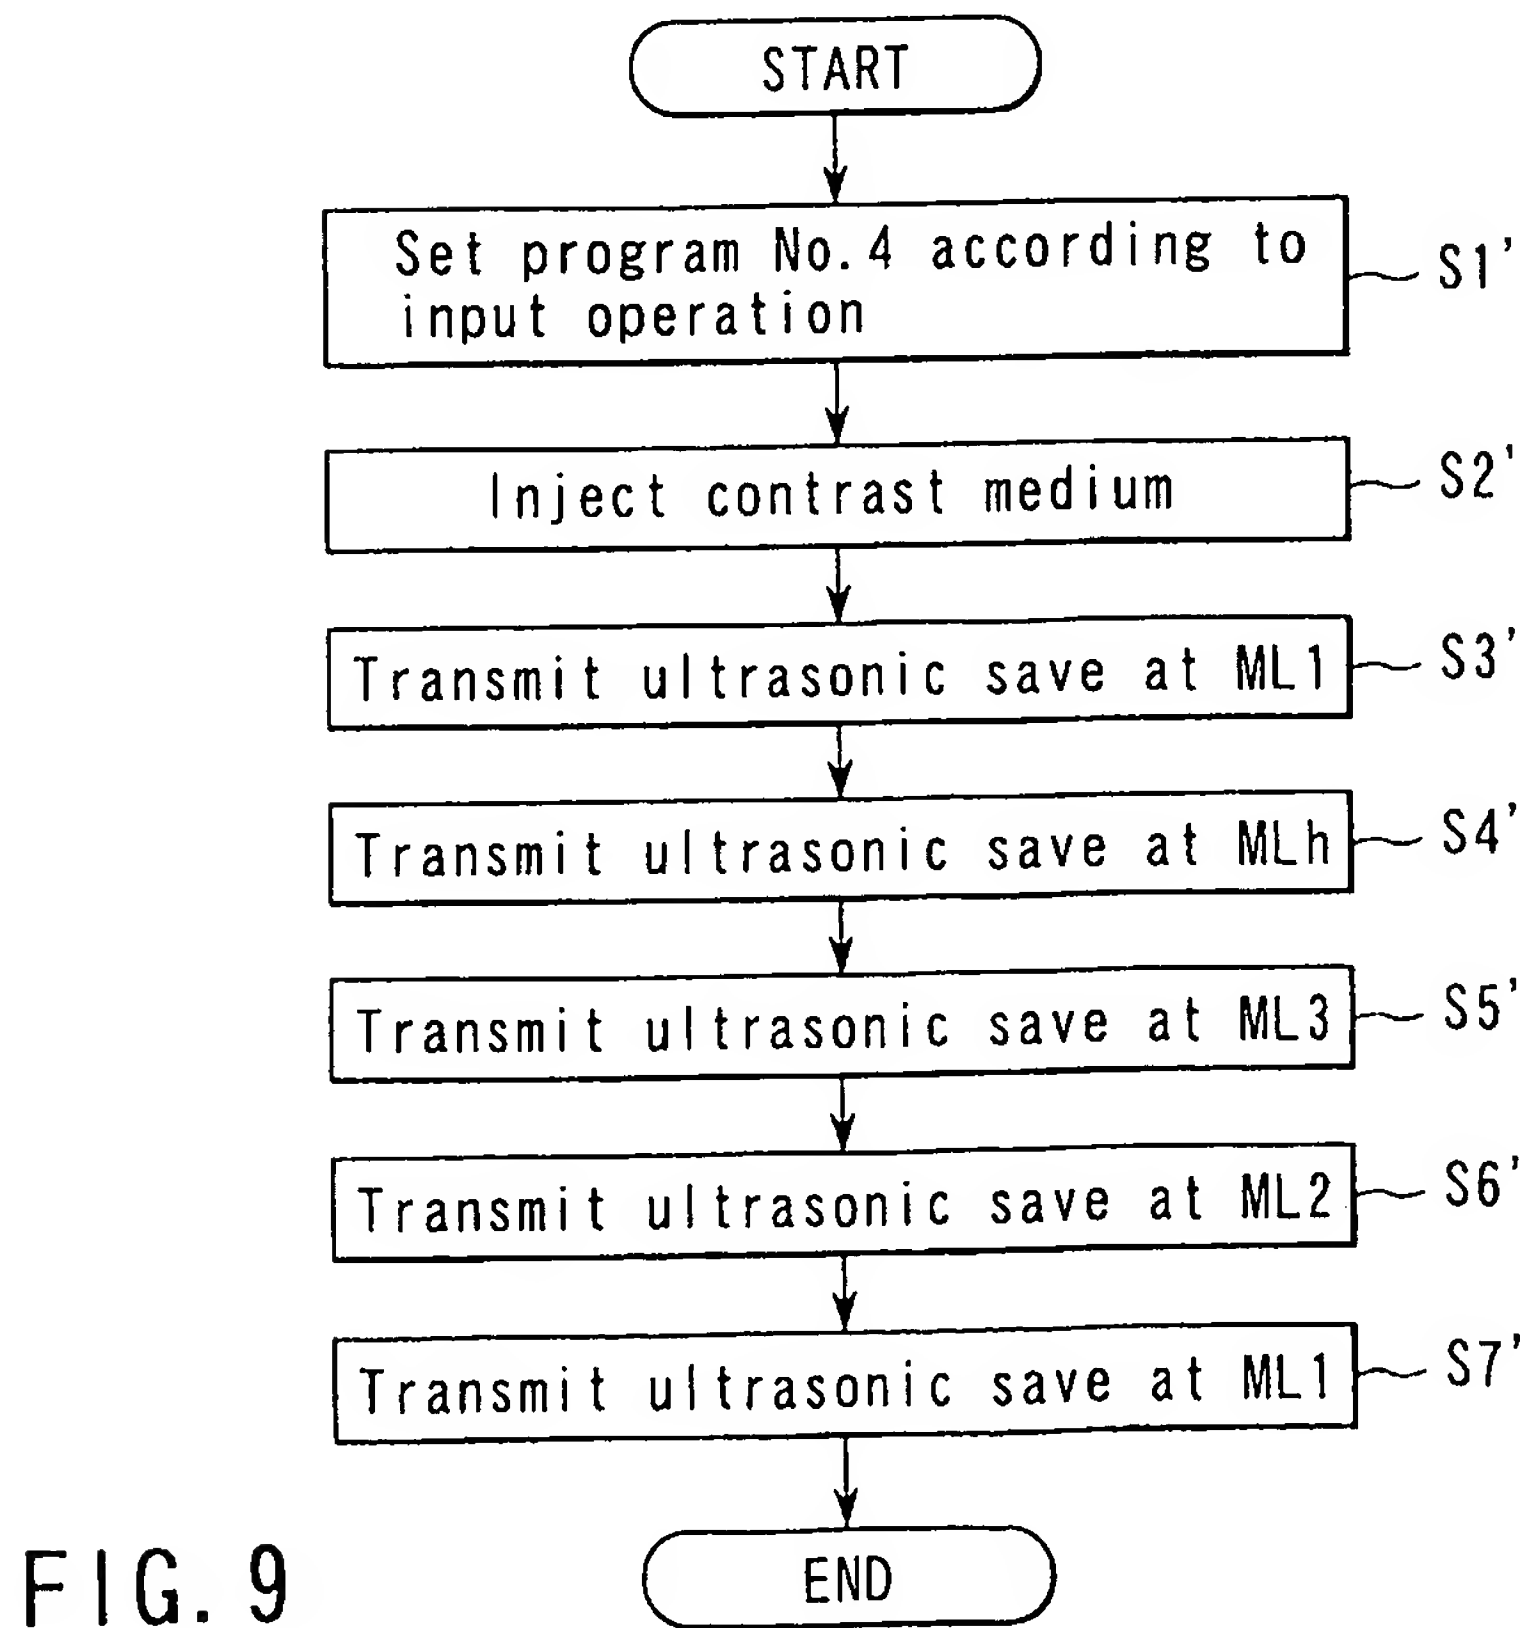 START
Set program No.4 according to
input operation
S1'
Inject contrast medium
S2'
Transmit ultrasonic save at ML1
S3'
Transmit ultrasonic save at MLh
S4'
Transmit ultrasonic save at ML3
S5'
Transmit ultrasonic save at ML2
S6'
Transmit ultrasonic save at ML1
S7'
END
FIG. 9